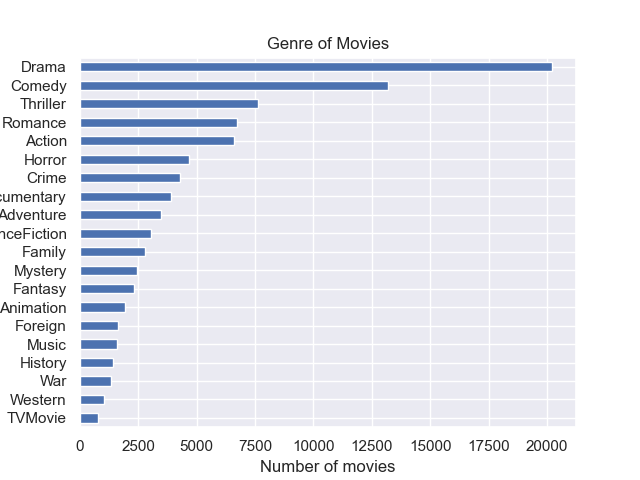 Genre of Movies
Drama
Comedy
Thriller
Romance
Action
Horror
Crime
cumentary
Adventure
nceFiction
Family
Mystery
Fantasy
Animation
Foreign
Music
History
War
Western
TVMovie
0 2500 5000 7500 10000 12500 15000 17500 20000
Number of movies